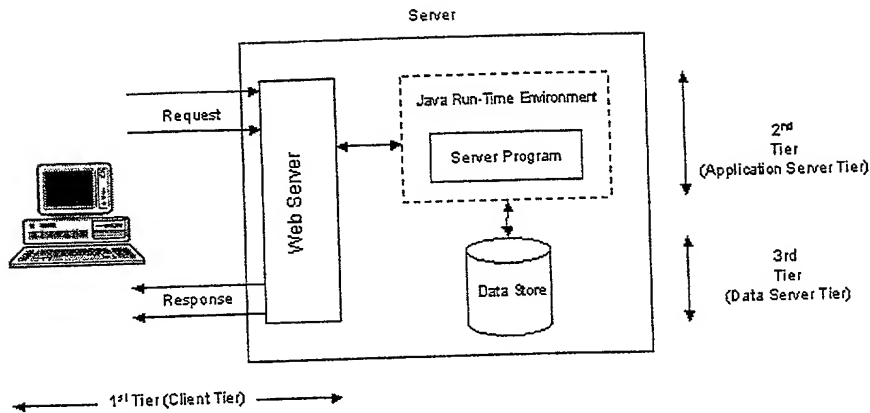 Server
Request
Java Run-Time Environment
Server Program
Web Server
2nd
Tier
(Application Server Tier)
Response
Data Store
3rd
Tier
(Data Server Tier)
1st Tier (Client Tier)